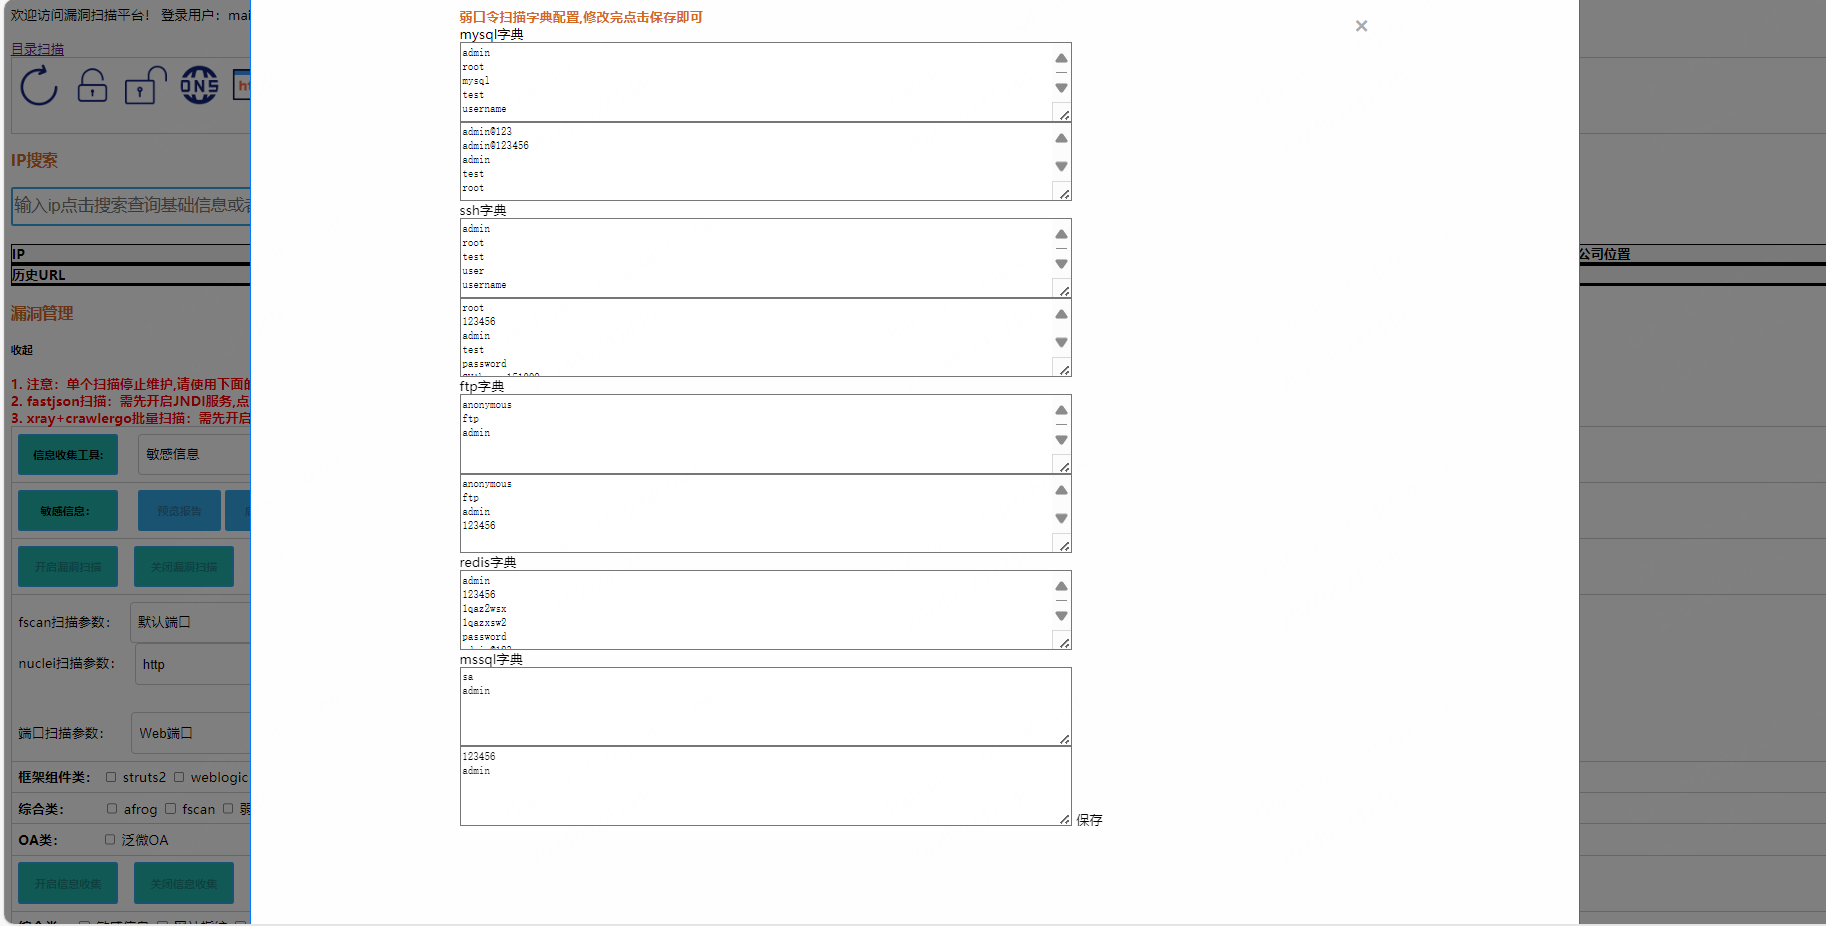 欢迎访问漏洞扫描平台！ 登录用户：mai
目录扫描
DNS
ht
IP搜索
输入ip点击搜索查询基础信息或者
IP
公司位置
历史URL
漏洞管理
收起
1. 注意：单个扫描停止维护,请使用下面的
2. fastjson扫描：需先开启JNDI服务,点
3. xray+crawlergo批量扫描：需先开启
信息收集工具:
敏感信息
敏感信息:
预览报告
开启漏洞扫描
关闭漏洞扫描
fscan扫描参数:
默认端口
nuclei扫描参数:
http
端口扫描参数:
Web端口
框架组件类: struts2 weblogic
综合类: afrog fscan 弱
OA类: 泛微OA
开启信息收集
关闭信息收集
弱口令扫描字典配置,修改完点击保存即可
×
mysql字典
admin
root
mysql
test
username
admin@123
admin@123456
admin
test
root
ssh字典
admin
root
test
user
username
root
123456
admin
test
password
ftp字典
anonymous
ftp
admin
anonymous
ftp
admin
123456
redis字典
admin
123456
1qaz2wsx
1qazxsw2
password
mssql字典
sa
admin
123456
admin
保存